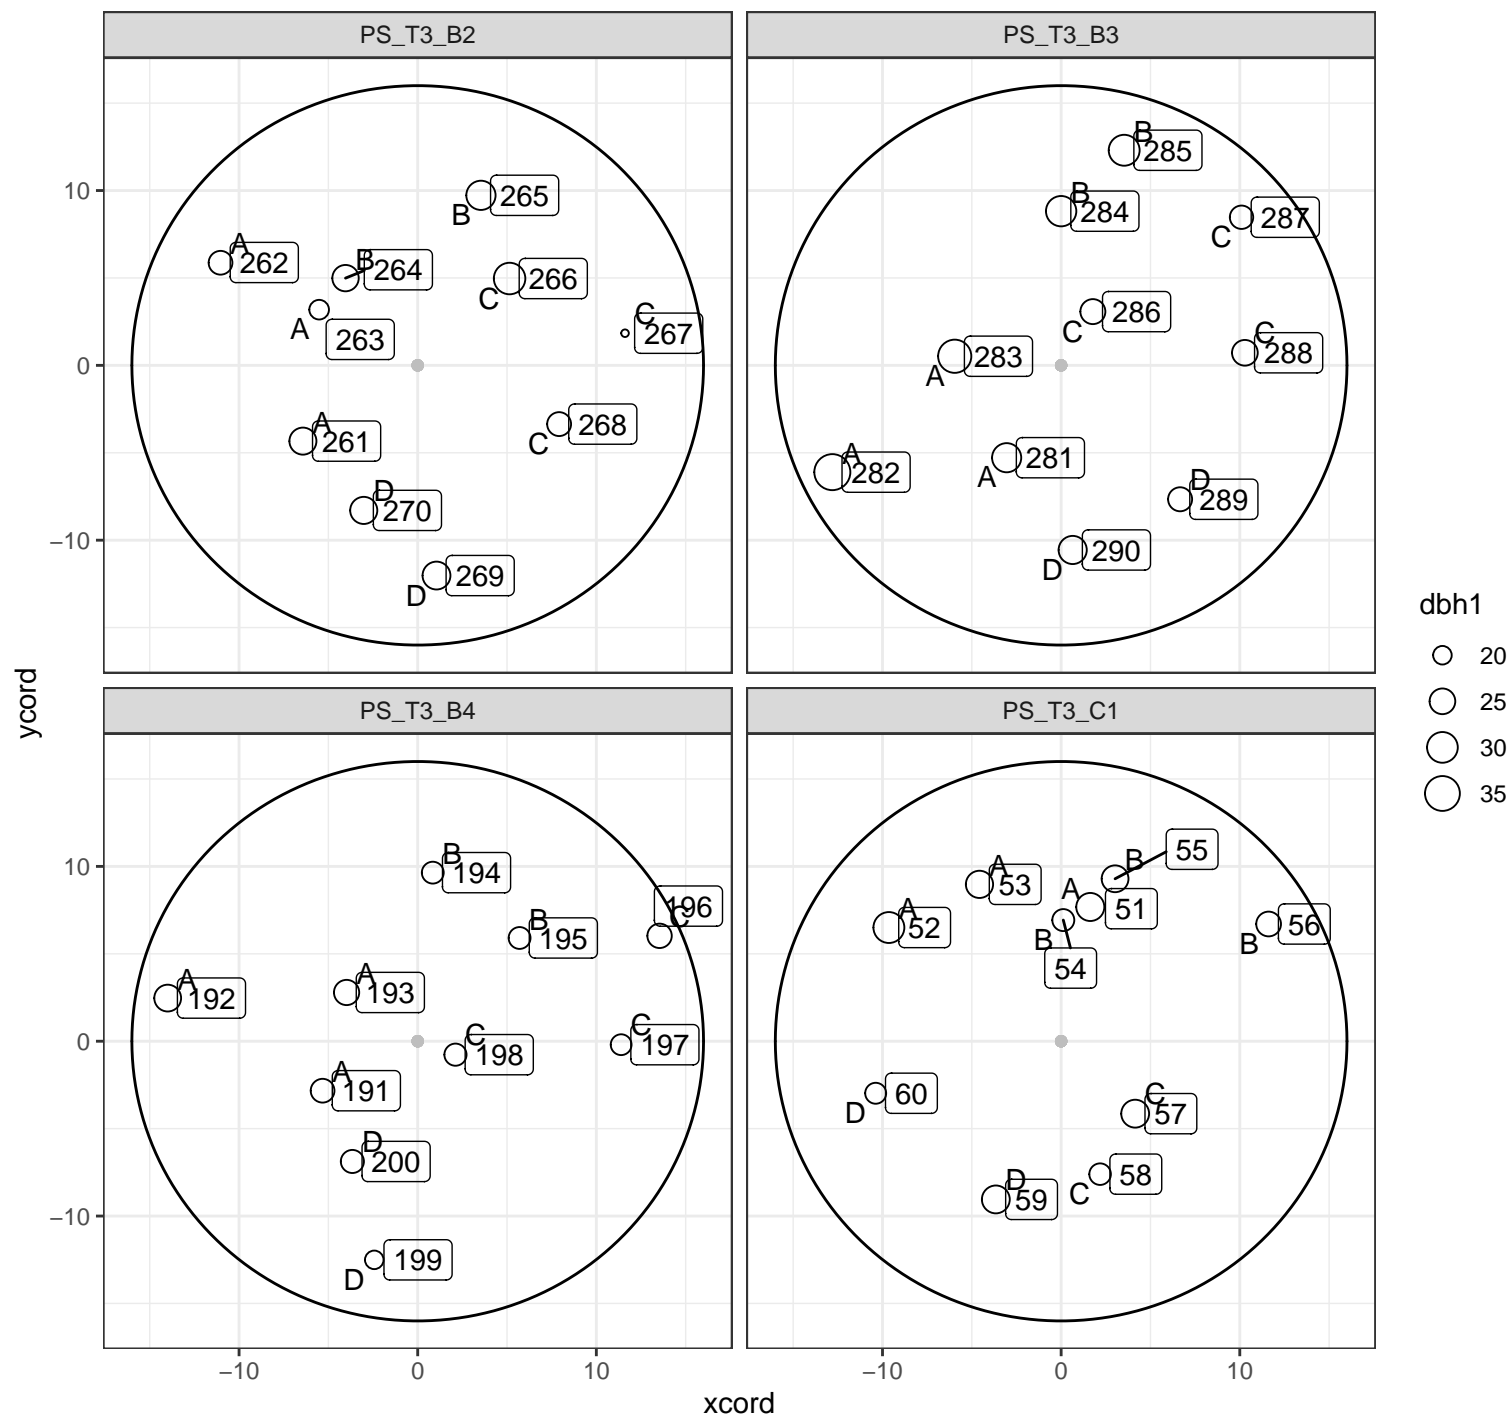 PS_T3_B2
PS_T3_B3
B
285
B
265
B
B
284
287
C
A
262
B
264
266
C
A
263
C
267
286
C
C
288
283
A
A
261
268
C
A
282
281
A
D
270
D
289
269
D
290
D
10
0
−10
ycord
PS_T3_B4
PS_T3_C1
B
194
196
C
B
195
A
192
A
193
C
198
C
197
A
191
D
200
199
D
55
B
A
53
A
51
A
52
B
54
56
B
60
D
C
57
58
C
D
59
10
0
−10
−10 0 10
−10 0 10
xcord
dbh1
20
25
30
35